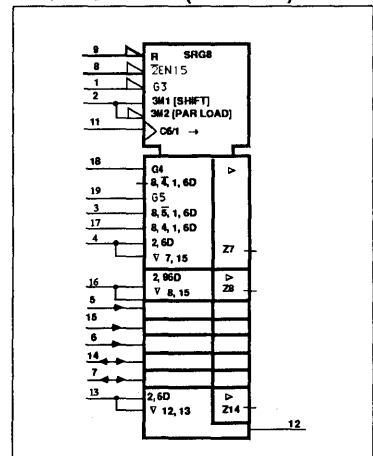 9 R SRG8
8 2̅EN15
1 G3
2 3M1 [SHIFT]
3M2 [PAR LOAD]
11 C6/1 →
18 G4 ▷
8, 4̅, 1, 6D
19 G5
3 8, 5̅, 1, 6D
17 8, 4, 1, 6D
4 2, 6D
∇ 7, 15 Z7
2, 96D ▷
16 ∇ 8, 15 Z8
5
15
6
14
7
13 2, 6D ▷
∇ 12, 13 Z14
12